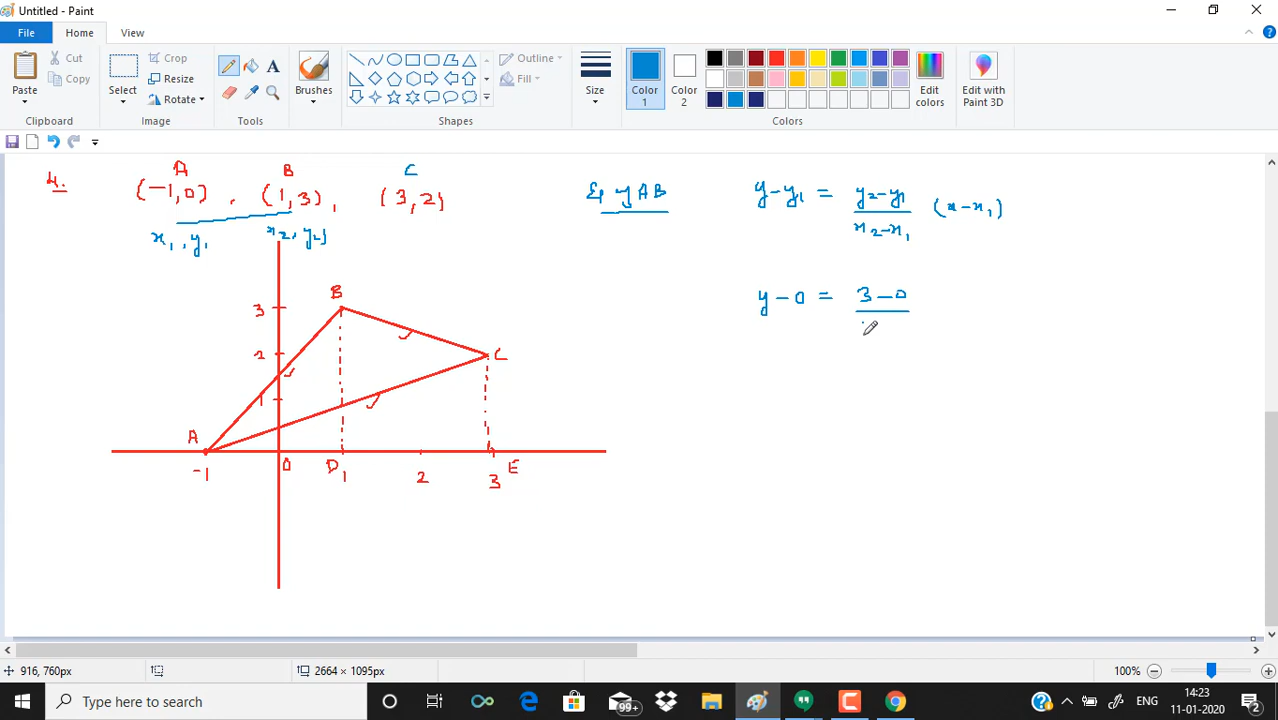 Untitled - Paint
File Home View
Paste Cut Copy Clipboard
Select Crop Resize Rotate Image
Tools
Brushes
Outline Fill Shapes
Size
Color 1 Color 2 Colors
Edit colors
Edit with Paint 3D
4. A B C
(-1,0), (1,3), (3,2)
x₁, y₁ x₂, y₂)
Eq y AB y-y₁ = y₂-y₁ / x₂-x₁ (x-x₁)
y-0 = 3-0
B
3
2 C
1
A
-1 0 D 1 2 3 E
916, 760px 2664 × 1095px 100%
Type here to search 99+ ENG 14:23 11-01-2020 2